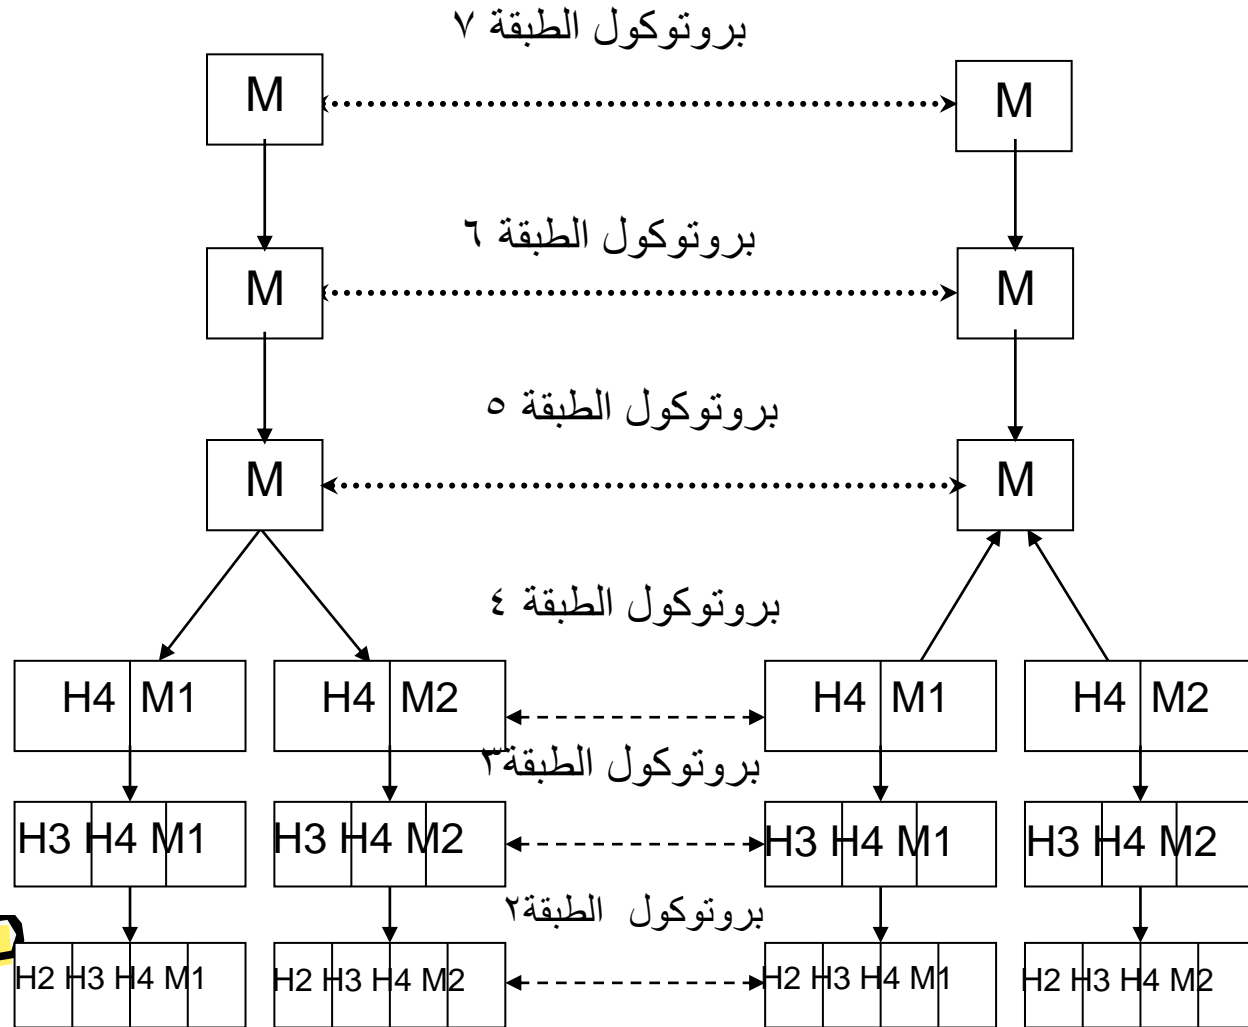 بروتوكول الطبقة ٧
M M
بروتوكول الطبقة ٦
M M
بروتوكول الطبقة ٥
M M
بروتوكول الطبقة ٤
H4 M1 H4 M2 H4 M1 H4 M2
بروتوكول الطبقة٣
H3 H4 M1 H3 H4 M2 H3 H4 M1 H3 H4 M2
بروتوكول الطبقة٢
H2 H3 H4 M1 H2 H3 H4 M2 H2 H3 H4 M1 H2 H3 H4 M2